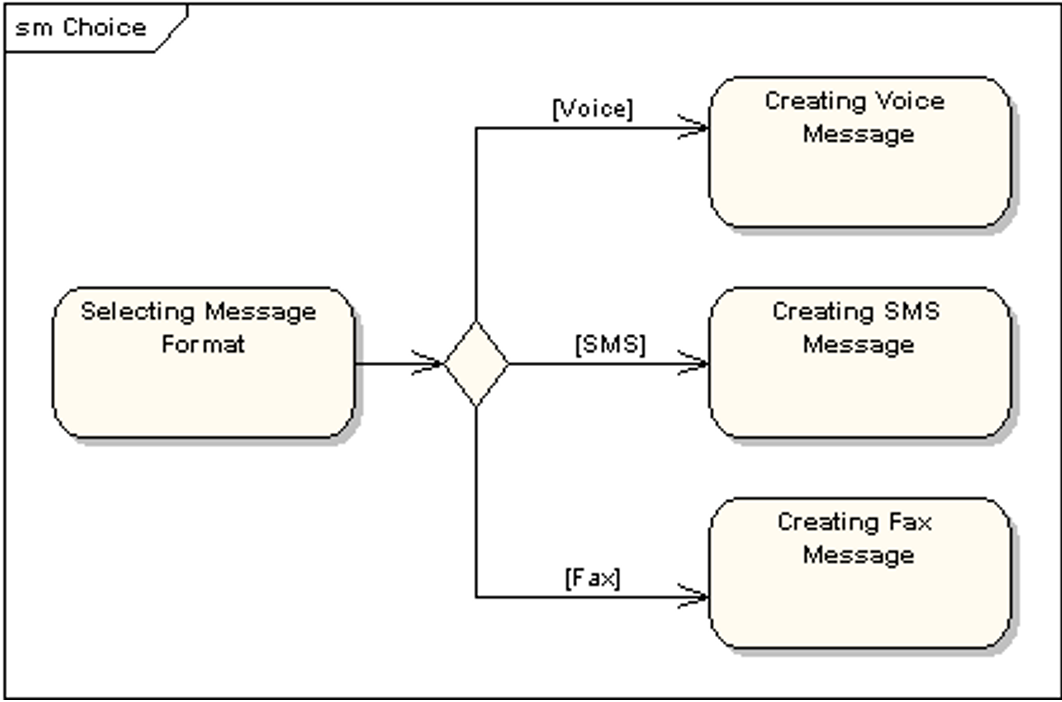 sm Choice
[Voice]
Creating Voice
Message
Selecting Message
Format
[SMS]
Creating SMS
Message
[Fax]
Creating Fax
Message